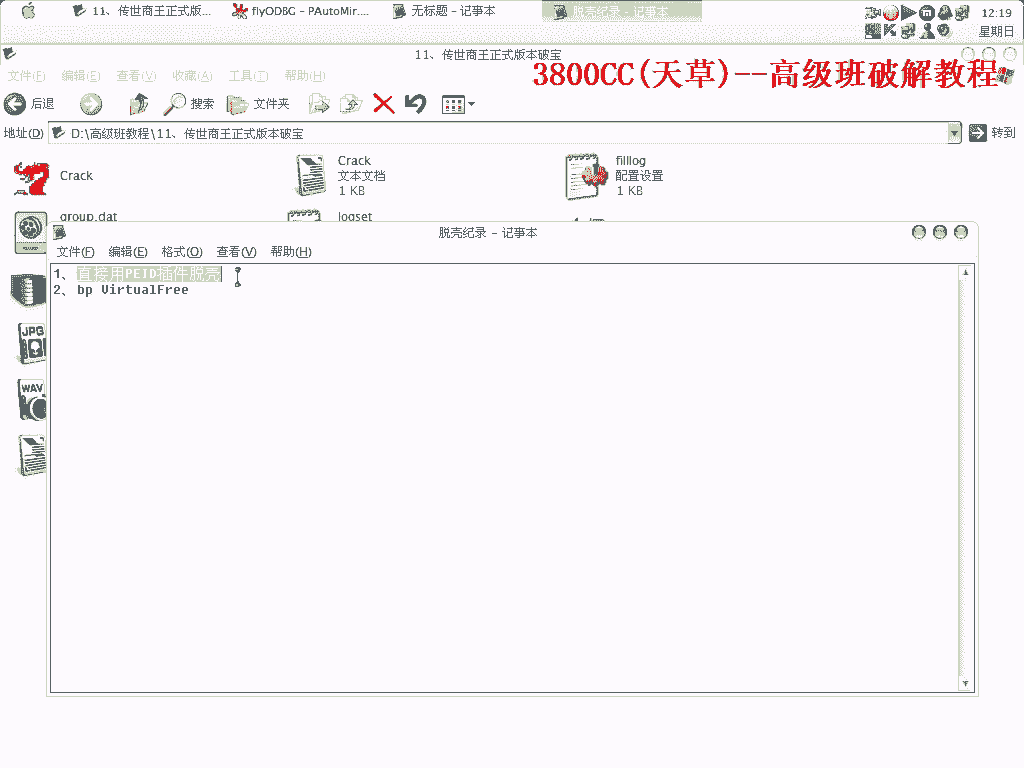 11、传世商王正式版...
flyODBG - PAutoMir....
无标题 - 记事本
脱壳纪录 - 记事本
12:19
星期日
11、传世商王正式版本破宝
3800CC(天草)--高级班破解教程
文件(F) 编辑(E) 查看(V) 收藏(A) 工具(T) 帮助(H)
后退 搜索 文件夹
地址(D) D:\高级班教程\11、传世商王正式版本破宝 转到
Crack
Crack
文本文档
1 KB
filllog
配置设置
1 KB
group.dat
logset
JPG
WAV
脱壳纪录 - 记事本
文件(F) 编辑(E) 格式(O) 查看(V) 帮助(H)
1、直接用PEID插件脱壳
2、bp VirtualFree